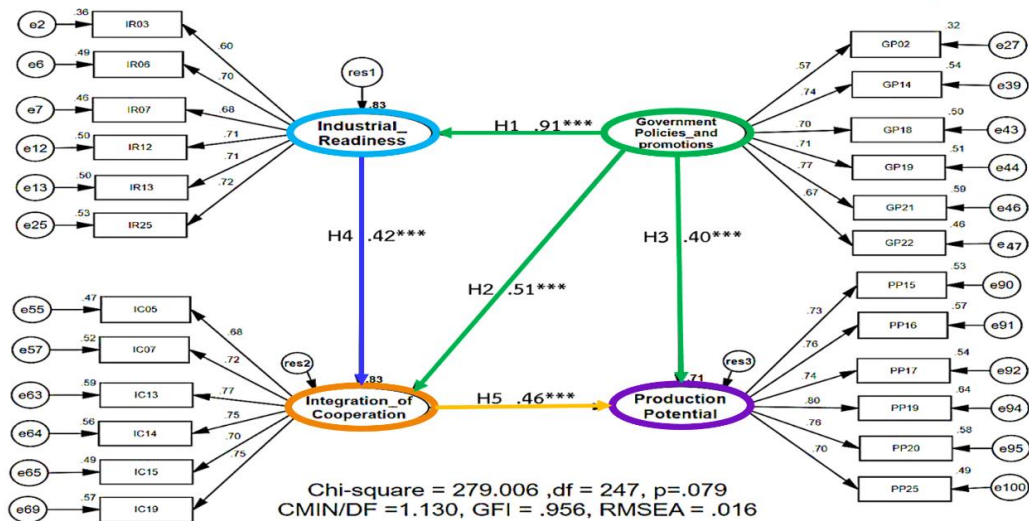 e2 .36 IR03 .60
e6 .49 IR06 .70
e7 .46 IR07 .68
e12 .50 IR12 .71
e13 .50 IR13 .71
e25 .53 IR25 .72
res1
.83
Industrial_
Readiness
H1 .91***
Government
Policies_and
promotions
.57 GP02 .32 e27
.74 GP14 .54 e39
.70 GP18 .50 e43
.71 GP19 .51 e44
.77 GP21 .59 e46
.67 GP22 .46 e47
H4 .42***
H2 .51***
H3 .40***
e55 .47 IC05 .68
e57 .52 IC07 .72
e63 .59 IC13 .77
e64 .56 IC14 .75
e65 .49 IC15 .70
e69 .57 IC19 .75
res2
.83
Integration_of
Cooperation
H5 .46***
res3
.71
Production
Potential
.73 PP15 .53 e90
.76 PP16 .57 e91
.74 PP17 .54 e92
.80 PP19 .64 e94
.76 PP20 .58 e95
.70 PP25 .49 e100
Chi-square = 279.006 ,df = 247, p=.079
CMIN/DF =1.130, GFI = .956, RMSEA = .016